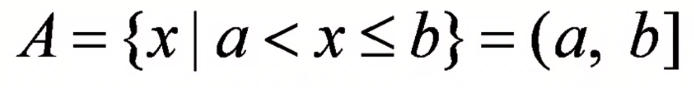 A = {x | a < x ≤ b} = (a, b]